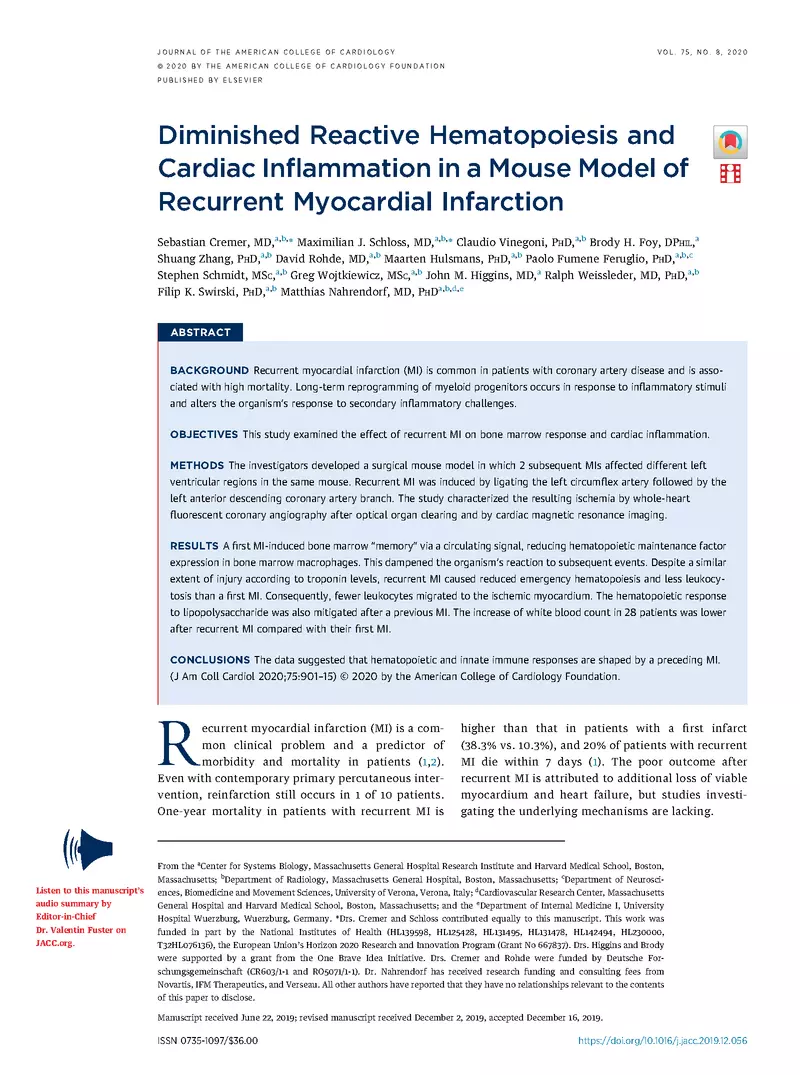 JOURNAL OF THE AMERICAN COLLEGE OF CARDIOLOGY
VOL. 75, NO. 8, 2020
© 2020 BY THE AMERICAN COLLEGE OF CARDIOLOGY FOUNDATION
PUBLISHED BY ELSEVIER
Diminished Reactive Hematopoiesis and
Cardiac Inflammation in a Mouse Model of
Recurrent Myocardial Infarction
Sebastian Cremer, MD,a,b,* Maximilian J. Schloss, MD,a,b,* Claudio Vinegoni, PHD,a,b Brody H. Foy, DPHIL,a
Shuang Zhang, PHD,a,b David Rohde, MD,a,b Maarten Hulsmans, PHD,a,b Paolo Fumene Feruglio, PHD,a,b,c
Stephen Schmidt, MSC,a,b Greg Wojtkiewicz, MSC,a,b John M. Higgins, MD,a Ralph Weissleder, MD, PHD,a,b
Filip K. Swirski, PHD,a,b Matthias Nahrendorf, MD, PHDa,b,d,e
ABSTRACT
BACKGROUND Recurrent myocardial infarction (MI) is common in patients with coronary artery disease and is asso-
ciated with high mortality. Long-term reprogramming of myeloid progenitors occurs in response to inflammatory stimuli
and alters the organism's response to secondary inflammatory challenges.
OBJECTIVES This study examined the effect of recurrent MI on bone marrow response and cardiac inflammation.
METHODS The investigators developed a surgical mouse model in which 2 subsequent MIs affected different left
ventricular regions in the same mouse. Recurrent MI was induced by ligating the left circumflex artery followed by the
left anterior descending coronary artery branch. The study characterized the resulting ischemia by whole-heart
fluorescent coronary angiography after optical organ clearing and by cardiac magnetic resonance imaging.
RESULTS A first MI-induced bone marrow "memory" via a circulating signal, reducing hematopoietic maintenance factor
expression in bone marrow macrophages. This dampened the organism's reaction to subsequent events. Despite a similar
extent of injury according to troponin levels, recurrent MI caused reduced emergency hematopoiesis and less leukocy-
tosis than a first MI. Consequently, fewer leukocytes migrated to the ischemic myocardium. The hematopoietic response
to lipopolysaccharide was also mitigated after a previous MI. The increase of white blood count in 28 patients was lower
after recurrent MI compared with their first MI.
CONCLUSIONS The data suggested that hematopoietic and innate immune responses are shaped by a preceding MI.
(J Am Coll Cardiol 2020;75:901–15) © 2020 by the American College of Cardiology Foundation.
Recurrent myocardial infarction (MI) is a com-
mon clinical problem and a predictor of
morbidity and mortality in patients (1,2).
Even with contemporary primary percutaneous inter-
vention, reinfarction still occurs in 1 of 10 patients.
One-year mortality in patients with recurrent MI is
higher than that in patients with a first infarct
(38.3% vs. 10.3%), and 20% of patients with recurrent
MI die within 7 days (1). The poor outcome after
recurrent MI is attributed to additional loss of viable
myocardium and heart failure, but studies investi-
gating the underlying mechanisms are lacking.
Listen to this manuscript's
audio summary by
Editor-in-Chief
Dr. Valentin Fuster on
JACC.org.
From the aCenter for Systems Biology, Massachusetts General Hospital Research Institute and Harvard Medical School, Boston,
Massachusetts; bDepartment of Radiology, Massachusetts General Hospital, Boston, Massachusetts; cDepartment of Neurosci-
ences, Biomedicine and Movement Sciences, University of Verona, Verona, Italy; dCardiovascular Research Center, Massachusetts
General Hospital and Harvard Medical School, Boston, Massachusetts; and the eDepartment of Internal Medicine I, University
Hospital Wuerzburg, Wuerzburg, Germany. *Drs. Cremer and Schloss contributed equally to this manuscript. This work was
funded in part by the National Institutes of Health (HL139598, HL125428, HL131495, HL131478, HL142494, HL230000,
T32HL076136), the European Union's Horizon 2020 Research and Innovation Program (Grant No 667837). Drs. Higgins and Brody
were supported by a grant from the One Brave Idea Initiative. Drs. Cremer and Rohde were funded by Deutsche For-
schungsgemeinschaft (CR603/1-1 and RO5071/1-1). Dr. Nahrendorf has received research funding and consulting fees from
Novartis, IFM Therapeutics, and Verseau. All other authors have reported that they have no relationships relevant to the contents
of this paper to disclose.
Manuscript received June 22, 2019; revised manuscript received December 2, 2019, accepted December 16, 2019.
ISSN 0735-1097/$36.00
https://doi.org/10.1016/j.jacc.2019.12.056